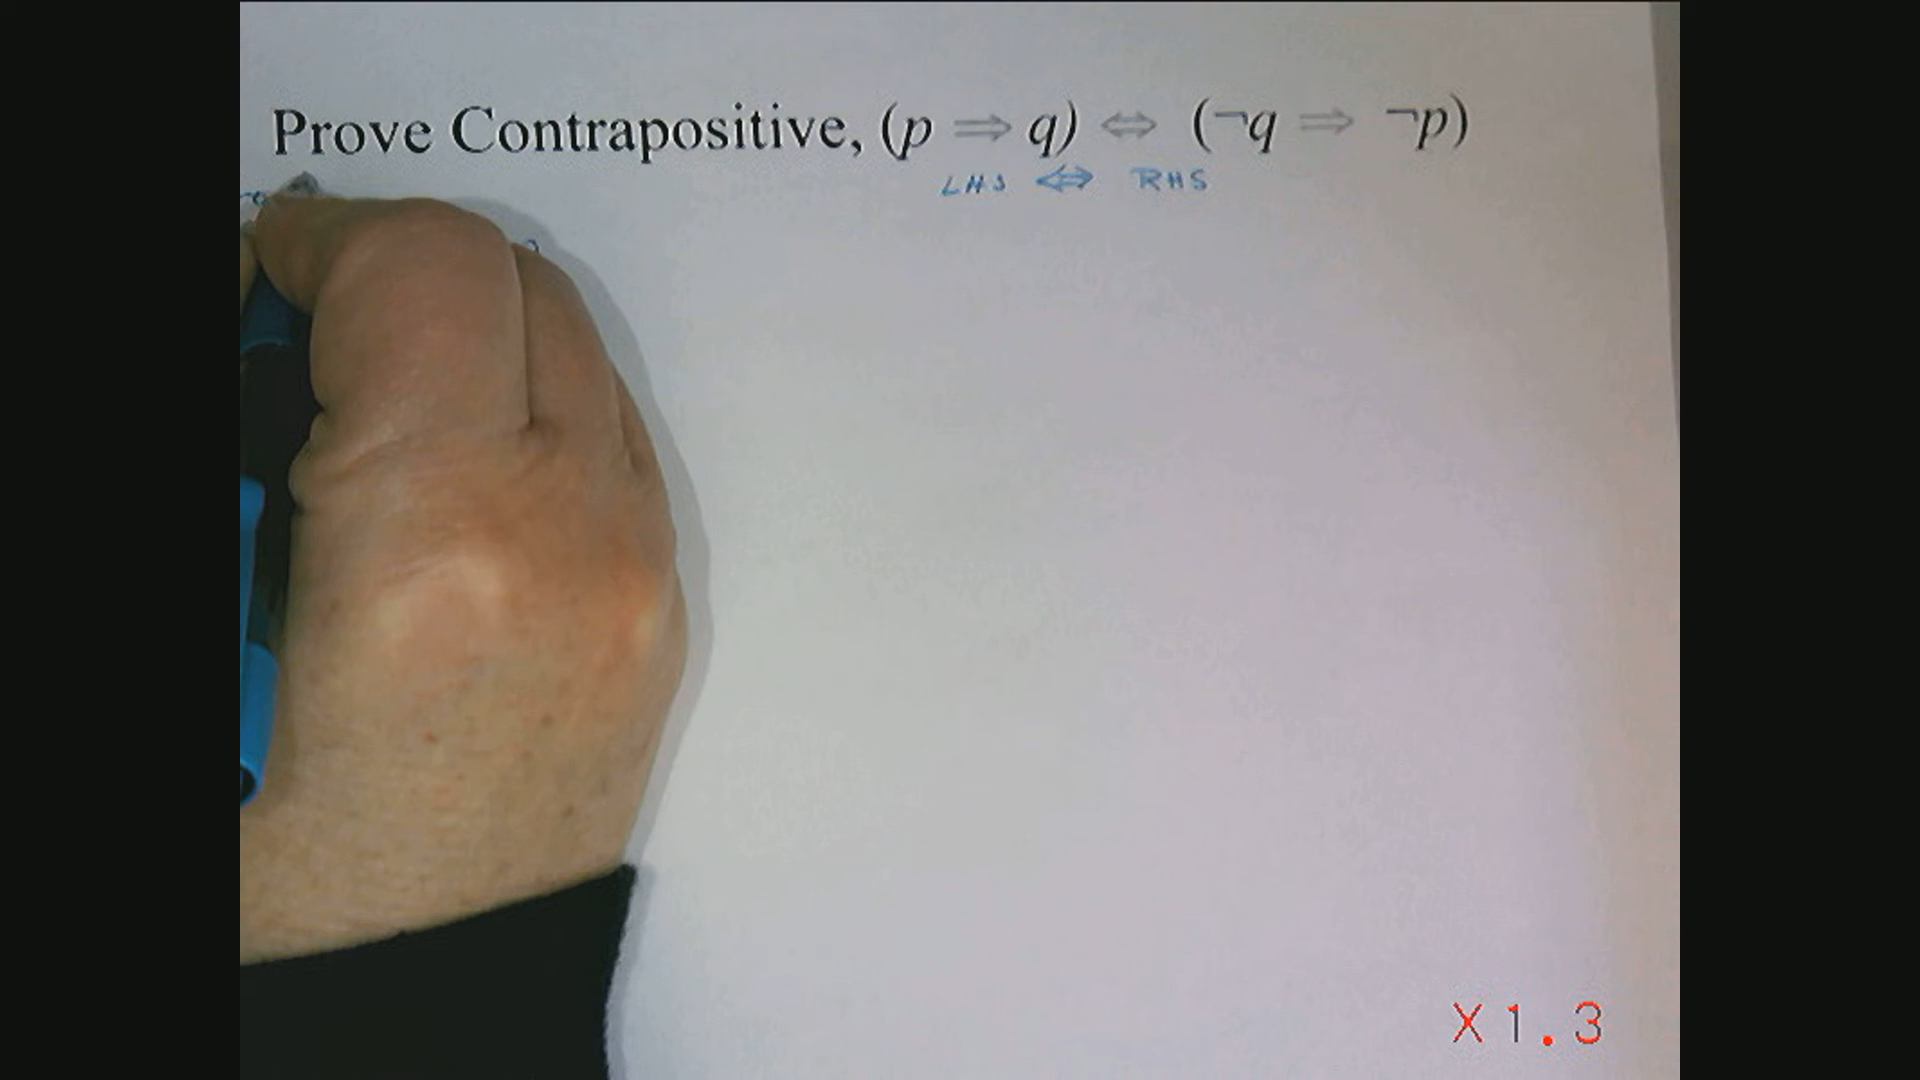 Prove Contrapositive, (p ⇒ q) ⇔ (¬q ⇒ ¬p)
LHS ⇔ RHS
X1.3